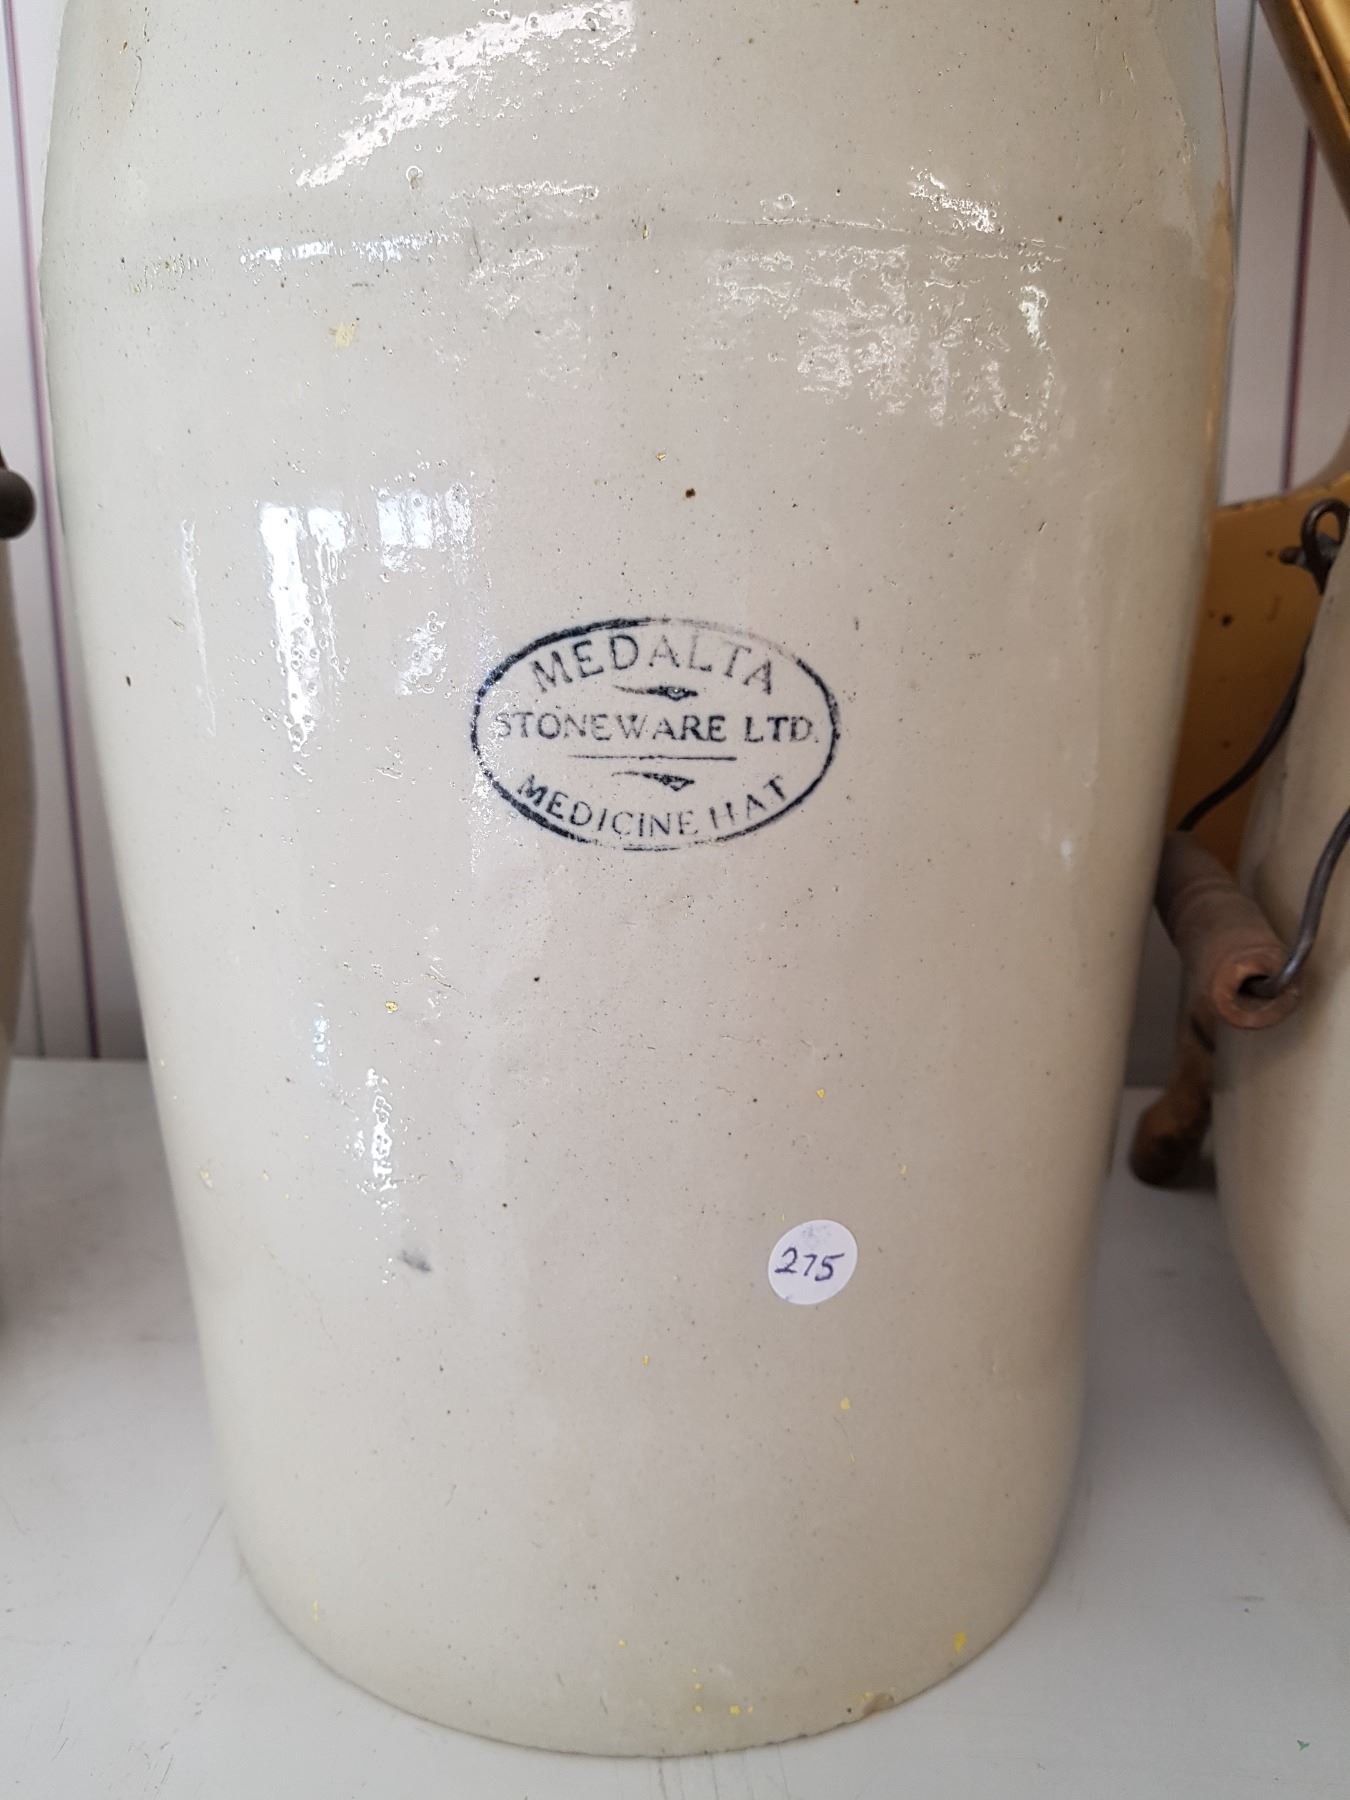 MEDALTA
STONEWARE LTD.
MEDICINE HAT
275